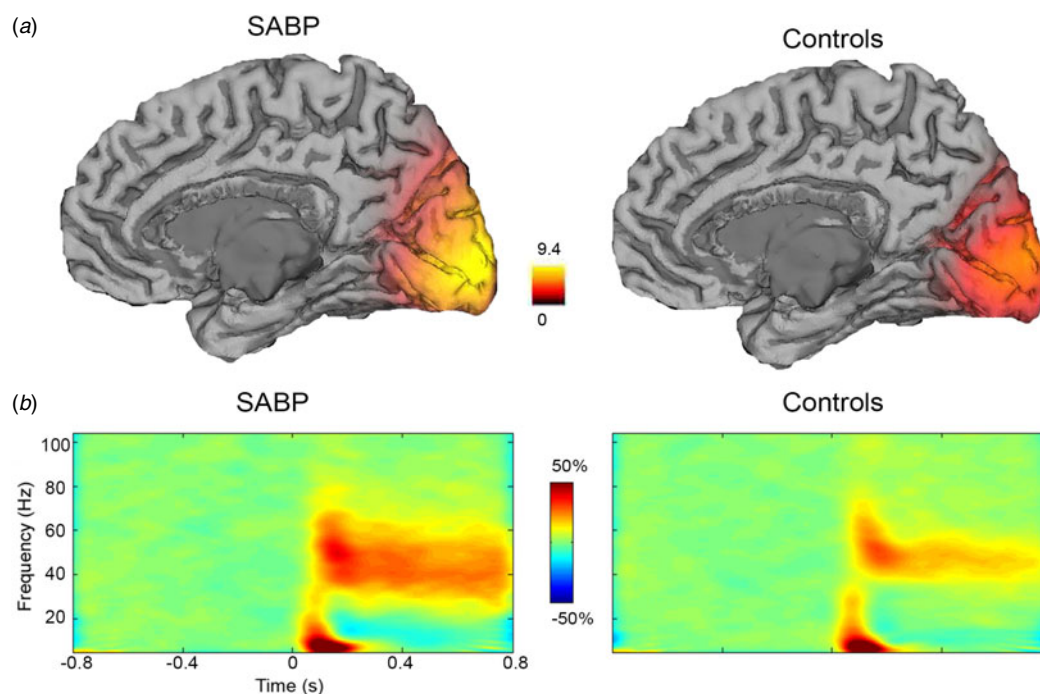 (a)
SABP
Controls
9.4
0
(b)
SABP
Controls
100
80
60
40
20
Frequency (Hz)
50%
-50%
-0.8
-0.4
0
0.4
0.8
Time (s)